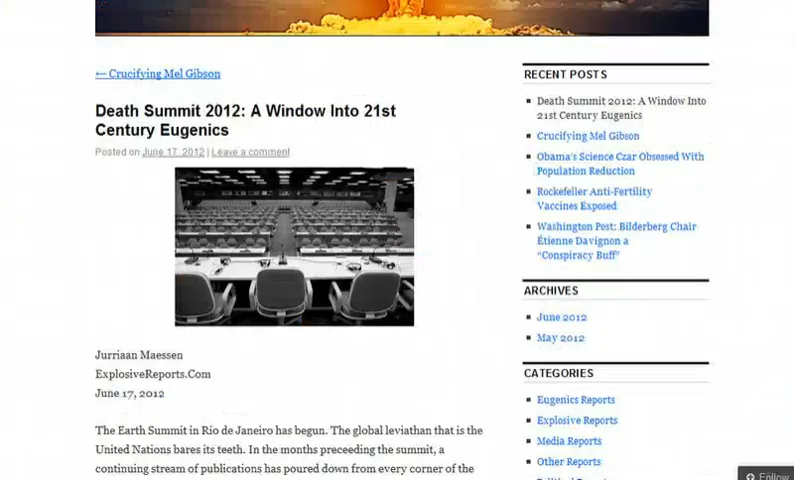 ← Crucifying Mel Gibson
Death Summit 2012: A Window Into 21st
Century Eugenics
Posted on June 17, 2012 | Leave a comment
Jurriaan Maessen
ExplosiveReports.Com
June 17, 2012
The Earth Summit in Rio de Janeiro has begun. The global leviathan that is the
United Nations bares its teeth. In the months preceeding the summit, a
continuing stream of publications has poured down from every corner of the
RECENT POSTS
Death Summit 2012: A Window Into
21st Century Eugenics
Crucifying Mel Gibson
Obama's Science Czar Obsessed With
Population Reduction
Rockefeller Anti-Fertility
Vaccines Exposed
Washington Post: Bilderberg Chair
Étienne Davignon a
"Conspiracy Buff"
ARCHIVES
June 2012
May 2012
CATEGORIES
Eugenics Reports
Explosive Reports
Media Reports
Other Reports
Follow